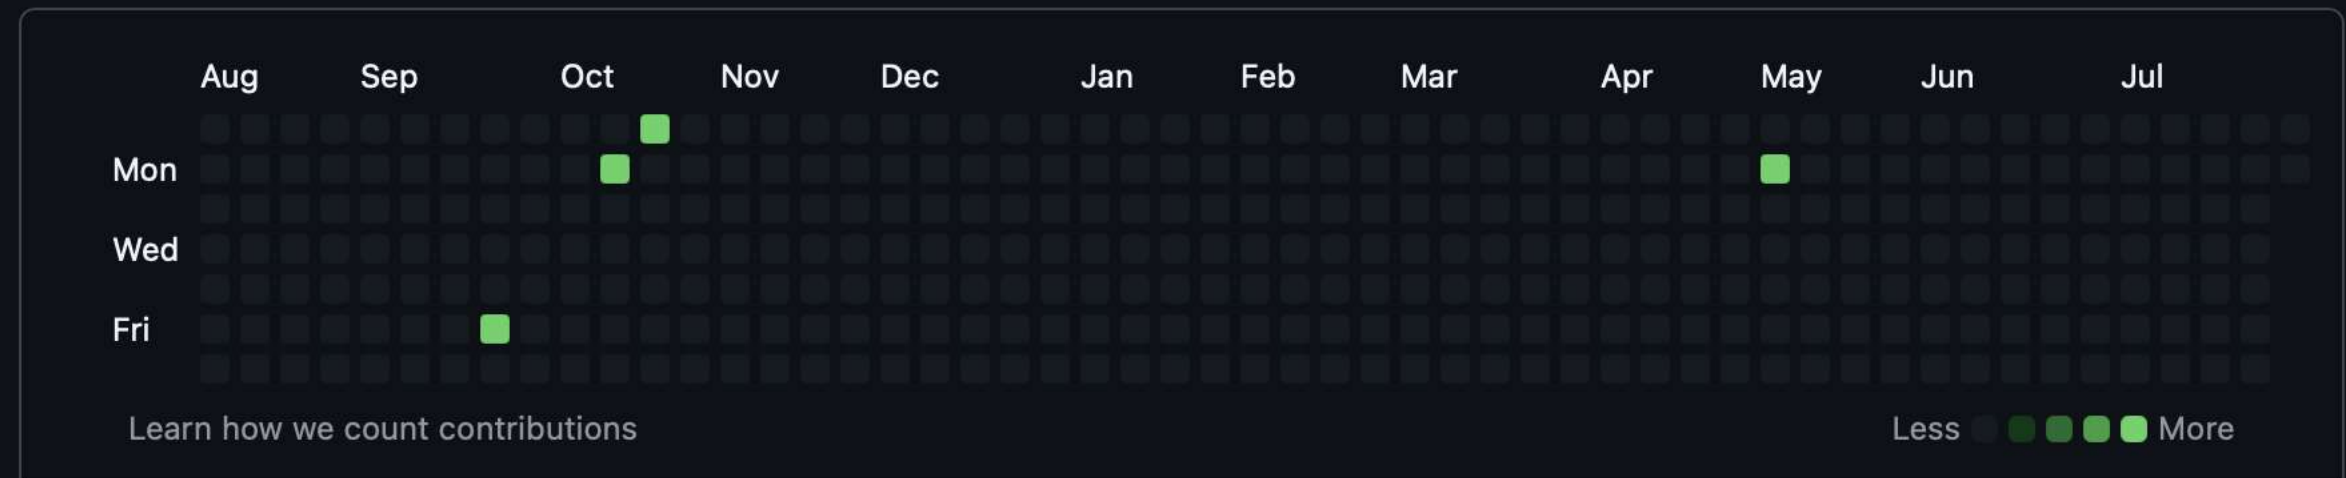 Aug Sep Oct Nov Dec Jan Feb Mar Apr May Jun Jul
Mon
Wed
Fri
Learn how we count contributions
Less More